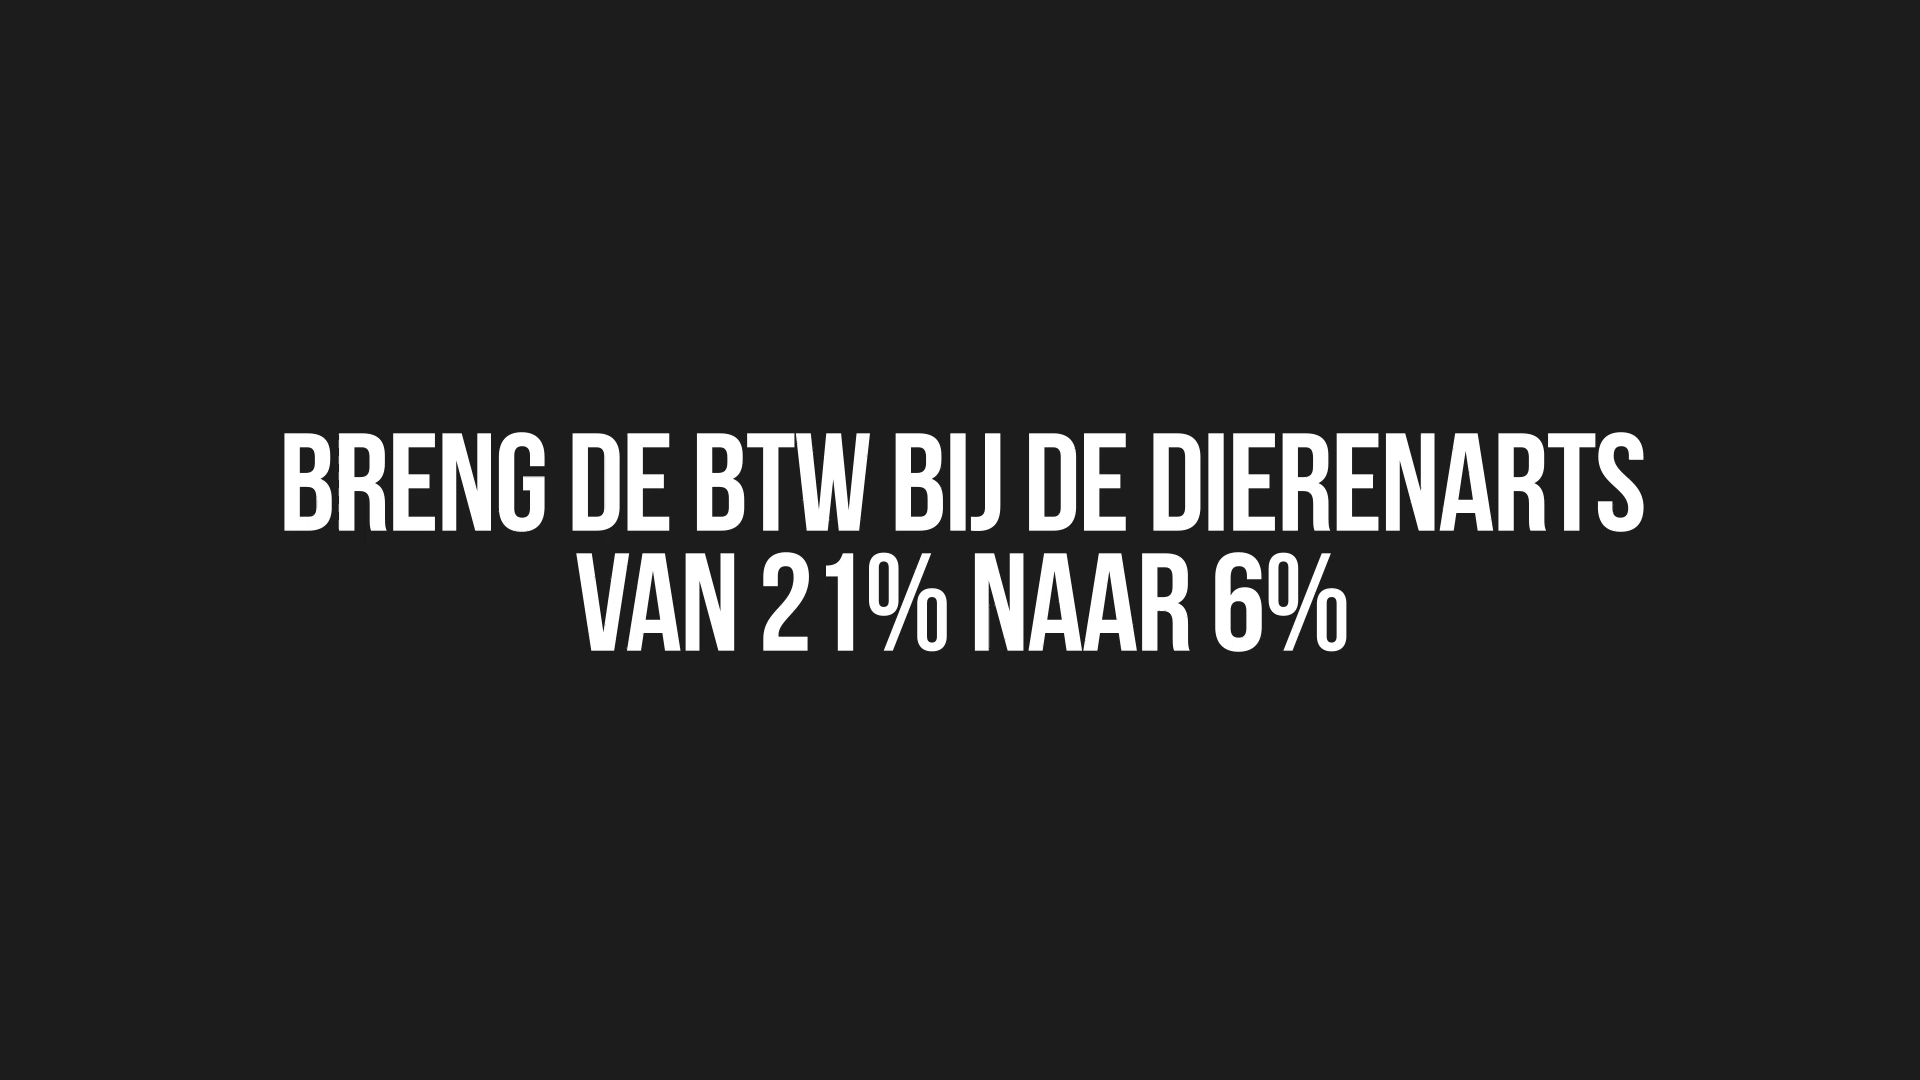 BRENG DE BTW BIJ DE DIERENARTS
VAN 21% NAAR 6%